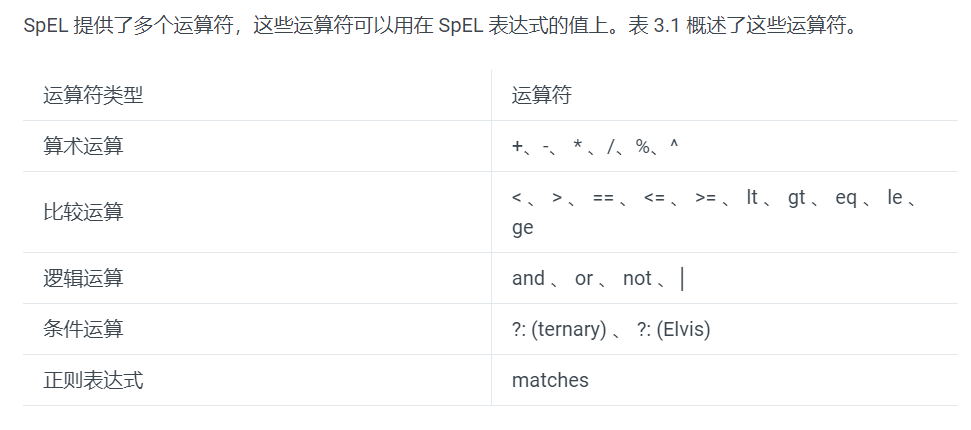 SpEL 提供了多个运算符，这些运算符可以用在 SpEL 表达式的值上。表 3.1 概述了这些运算符。
运算符类型 运算符
算术运算 +、-、 * 、/、%、^
比较运算 < 、 > 、 == 、 <= 、 >= 、 lt 、 gt 、 eq 、 le 、
ge
逻辑运算 and 、 or 、 not 、 |
条件运算 ?: (ternary) 、 ?: (Elvis)
正则表达式 matches